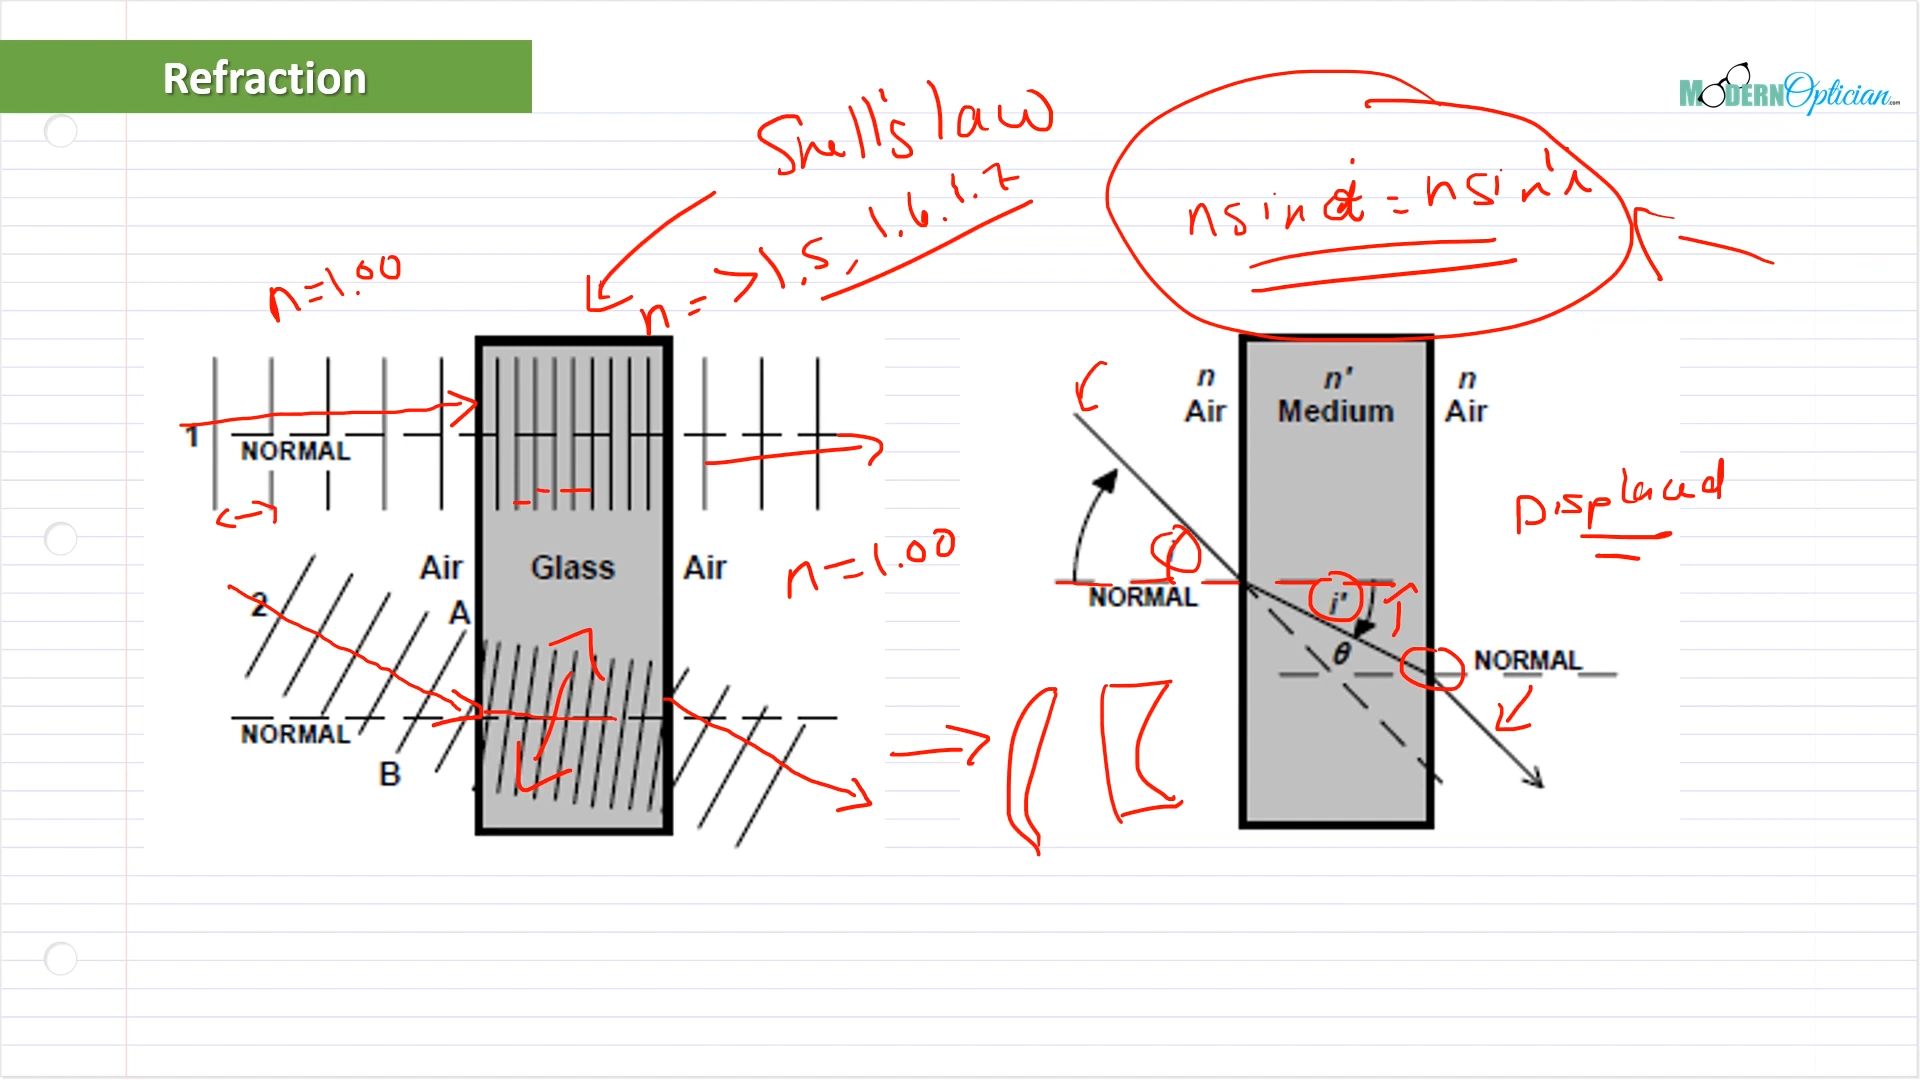 Refraction
MODERNOptician.com
Snell's law
n sin i = n sin' i
n = >1.5, 1.6. 1.7
n=1.00
1
NORMAL
Air Glass Air
n=1.00
2
A
NORMAL
B
n n' n
Air Medium Air
Displaced
i
NORMAL
i'
θ
NORMAL